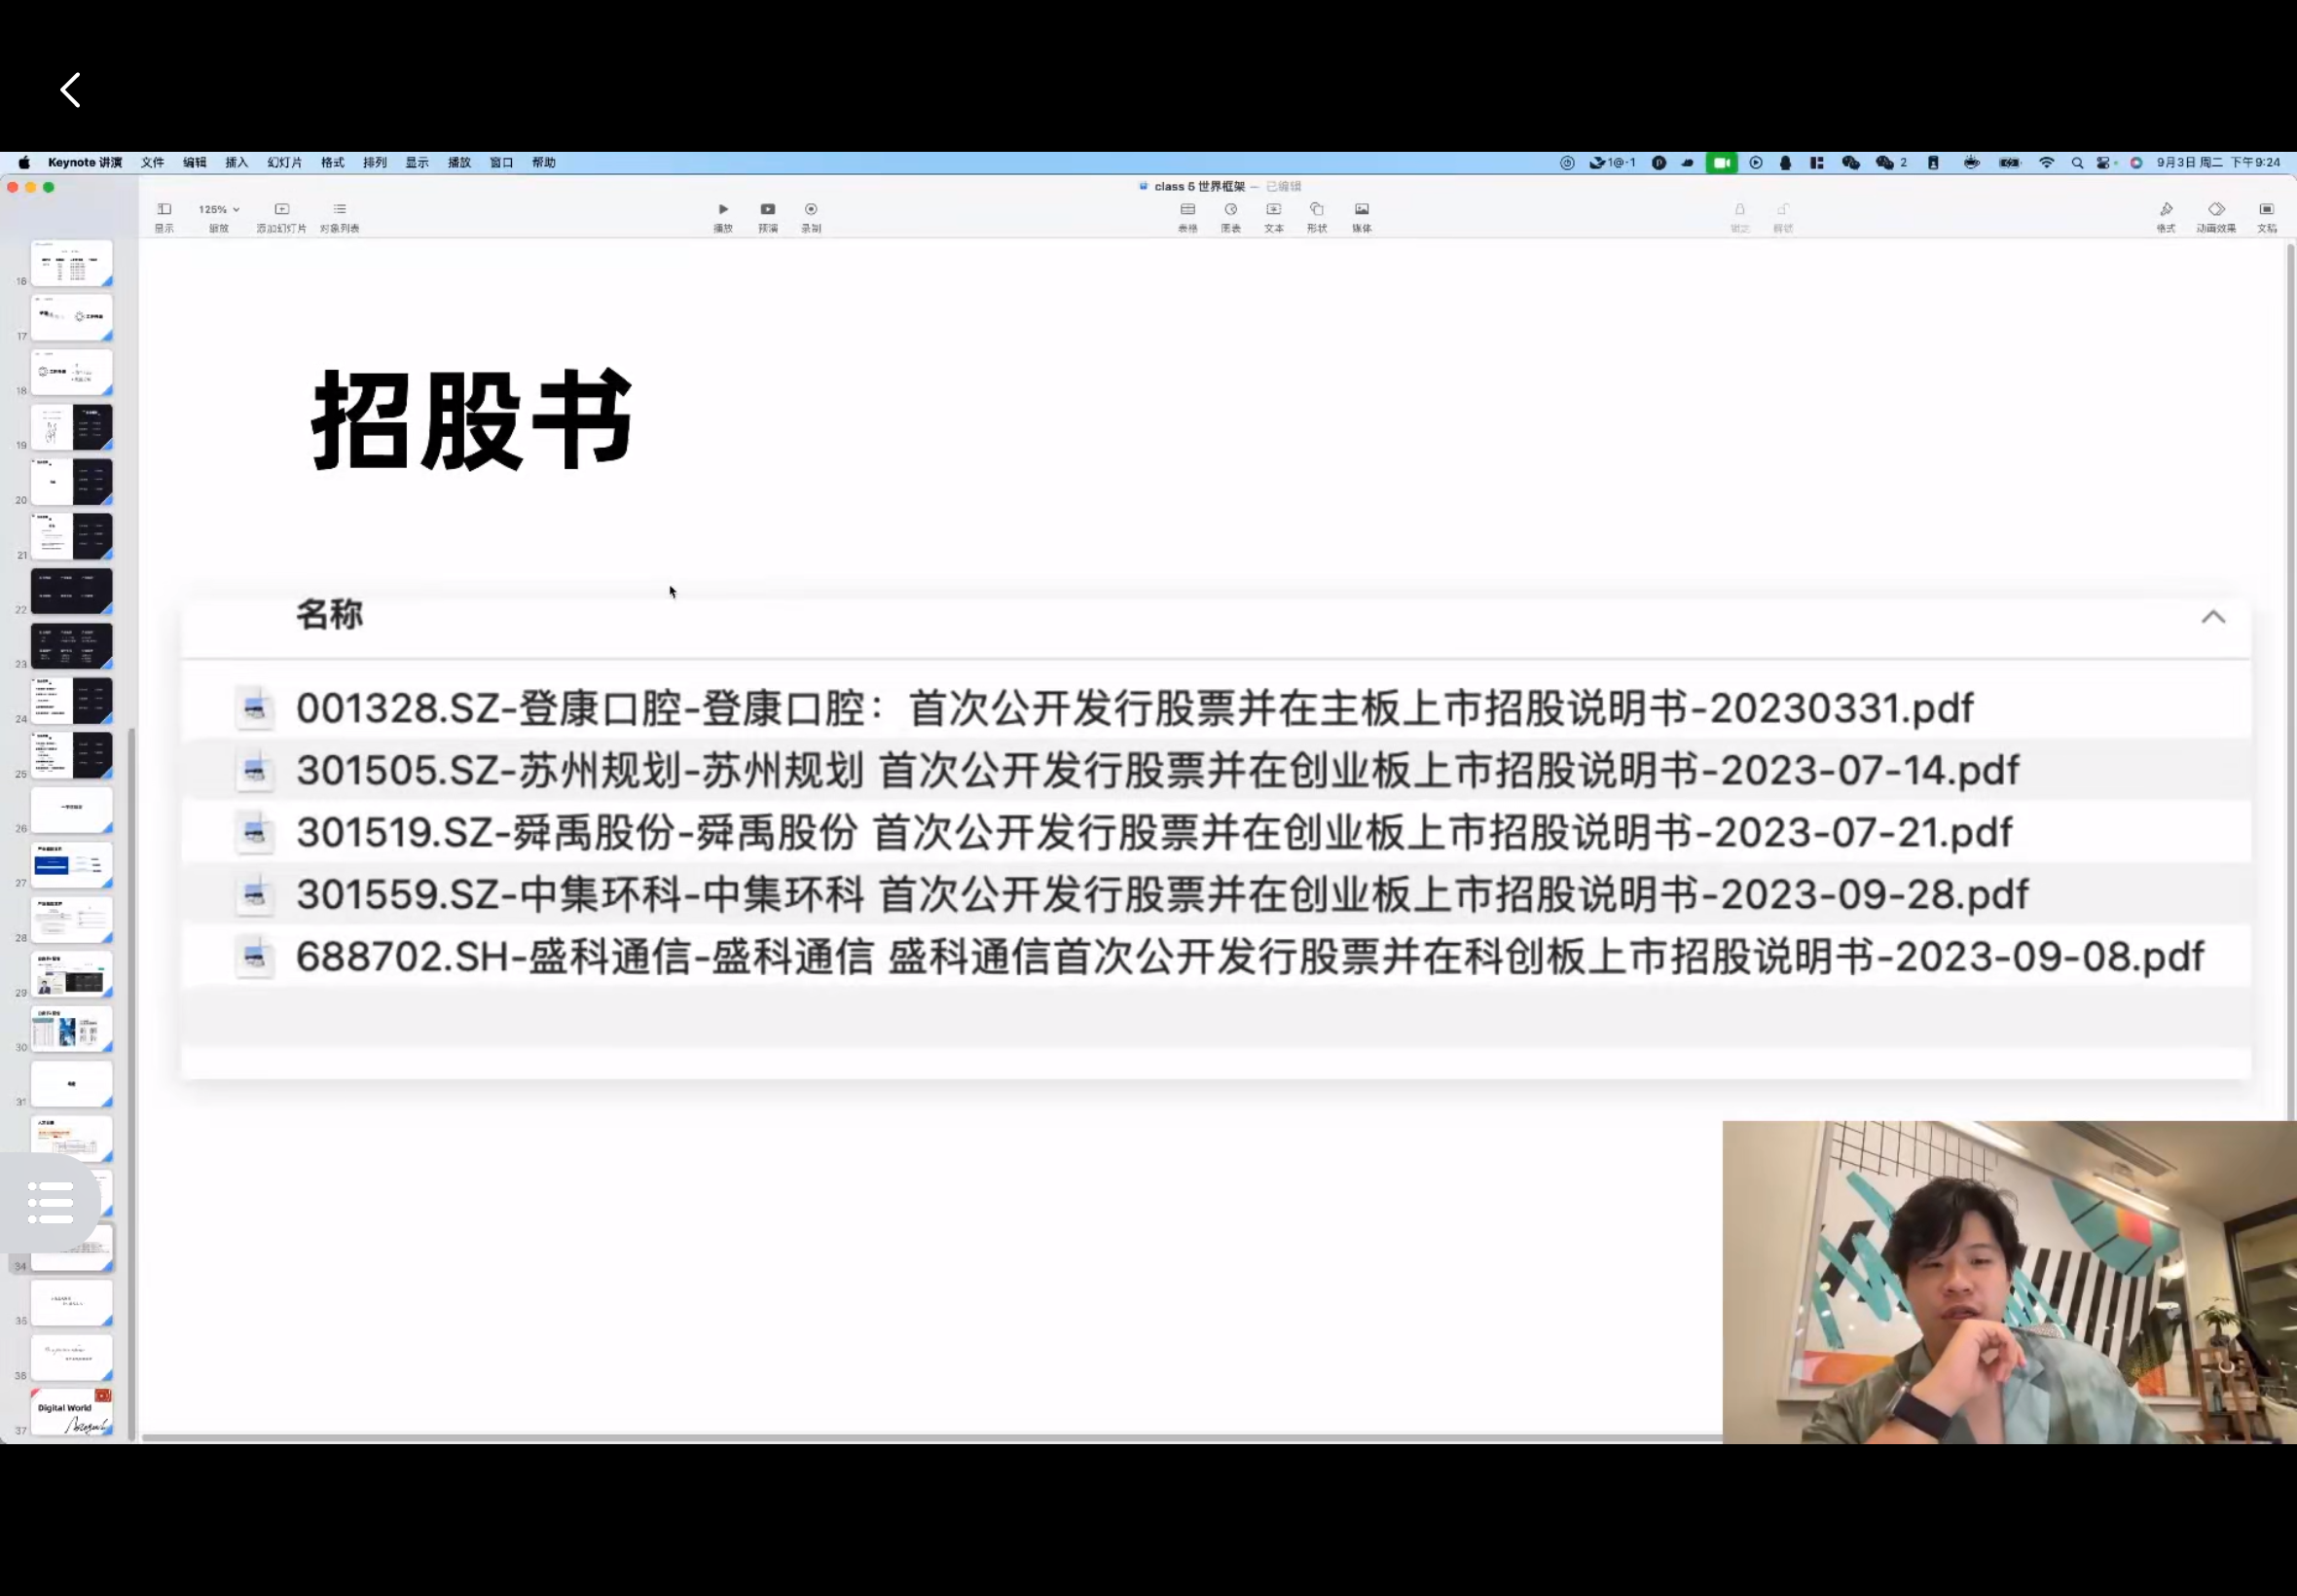 Keynote 讲演 文件 编辑 插入 幻灯片 格式 排列 显示 播放 窗口 帮助
1@-1 2 9月3日 周二 下午9:24
class 5 世界框架 — 已编辑
125%
显示 缩放 添加幻灯片 对象列表 播放 预演 录制 表格 图表 文本 形状 媒体 锁定 解锁 格式 动画效果 文稿
招股书
名称
001328.SZ-登康口腔-登康口腔：首次公开发行股票并在主板上市招股说明书-20230331.pdf
301505.SZ-苏州规划-苏州规划 首次公开发行股票并在创业板上市招股说明书-2023-07-14.pdf
301519.SZ-舜禹股份-舜禹股份 首次公开发行股票并在创业板上市招股说明书-2023-07-21.pdf
301559.SZ-中集环科-中集环科 首次公开发行股票并在创业板上市招股说明书-2023-09-28.pdf
688702.SH-盛科通信-盛科通信 盛科通信首次公开发行股票并在科创板上市招股说明书-2023-09-08.pdf
16
17
18
19
20
21
22
23
24
25
26
27
28
29
30
31
34
35
36
Digital World
37